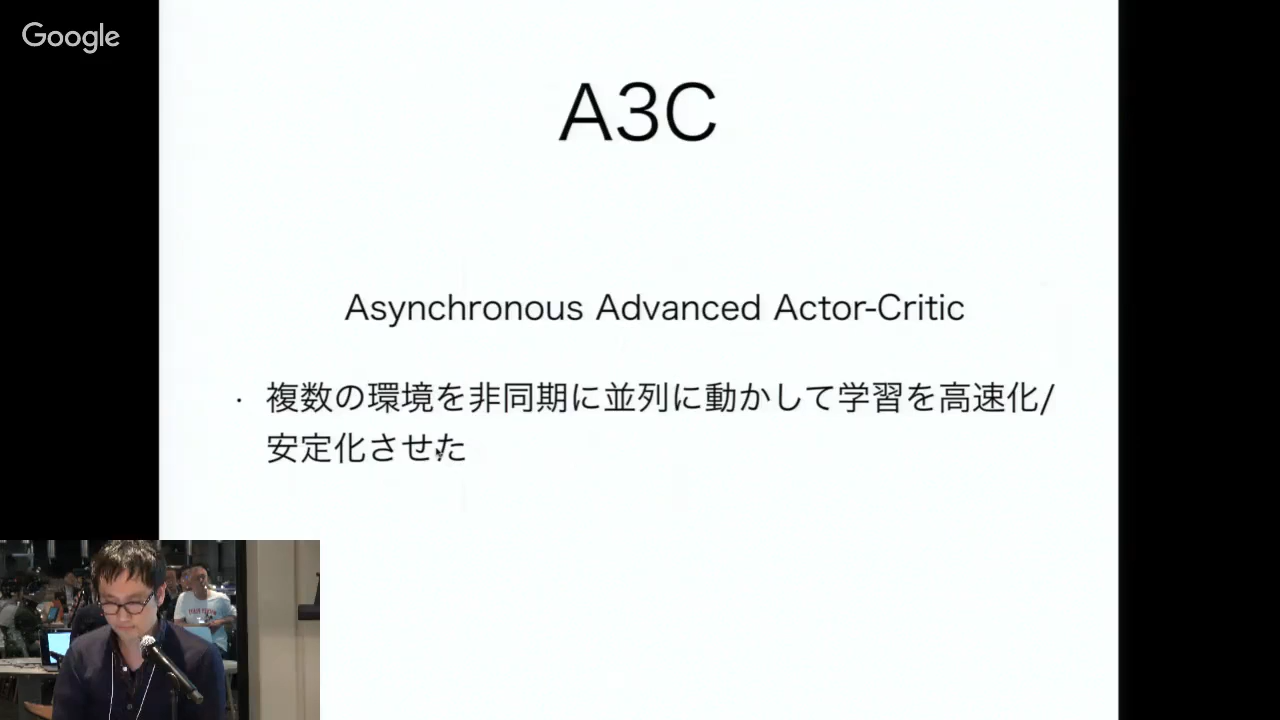 Google
A3C
Asynchronous Advanced Actor-Critic
・ 複数の環境を非同期に並列に動かして学習を高速化/
安定化させた